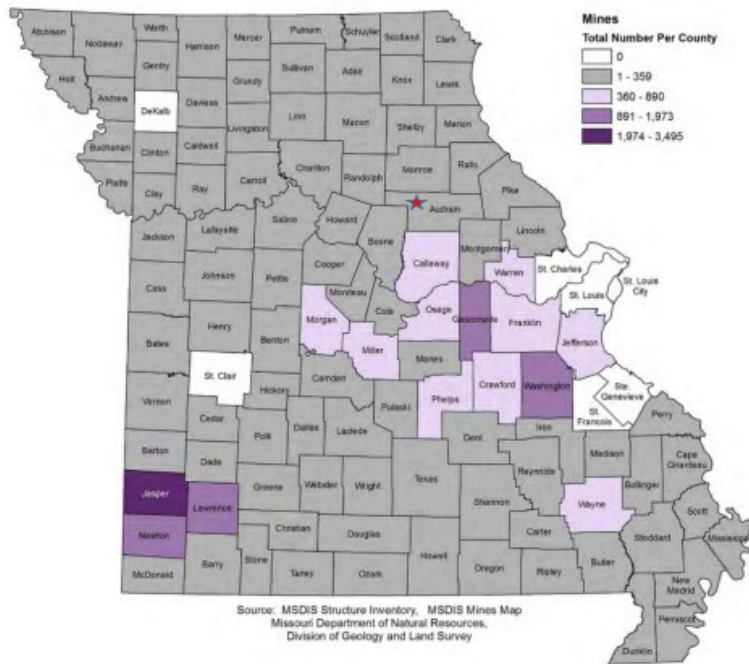 Mines
Total Number Per County
0
1 - 359
360 - 890
891 - 1,973
1,974 - 3,495
Atchison
Nodaway
Worth
Harrison
Mercer
Putnam
Schuyler
Scotland
Clark
Holt
Gentry
Sullivan
Adair
Knox
Lewis
Andrew
DeKalb
Daviess
Grundy
Linn
Macon
Shelby
Marion
Buchanan
Clinton
Caldwell
Livingston
Chariton
Randolph
Monroe
Ralls
Platte
Clay
Ray
Carroll
Pike
Audrain
Jackson
Lafayette
Saline
Howard
Boone
Callaway
Montgomery
Lincoln
Warren
St. Charles
St. Louis
St. Louis
City
Cass
Johnson
Pettis
Cooper
Moniteau
Cole
Osage
Gasconade
Franklin
Jefferson
Morgan
Miller
Bates
Henry
Benton
Camden
Maries
Phelps
Crawford
Washington
Ste.
Genevieve
St.
Francois
Perry
St. Clair
Hickory
Vernon
Cedar
Polk
Dallas
Laclede
Pulaski
Dent
Iron
Madison
Cape
Girardeau
Bollinger
Barton
Dade
Greene
Webster
Wright
Texas
Shannon
Reynolds
Wayne
Scott
Mississippi
Jasper
Lawrence
Christian
Douglas
Howell
Carter
Butler
Stoddard
Newton
McDonald
Barry
Stone
Taney
Ozark
Oregon
Ripley
New
Madrid
Pemiscot
Dunklin
Source: MSDIS Structure Inventory, MSDIS Mines Map
Missouri Department of Natural Resources,
Division of Geology and Land Survey